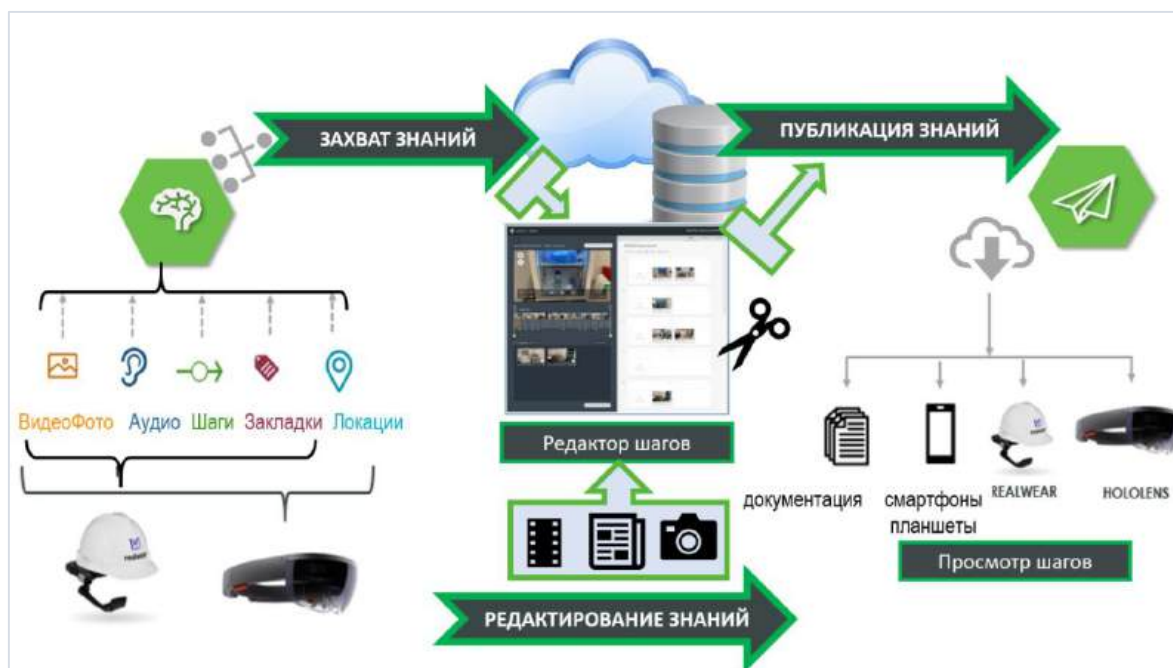 ЗАХВАТ ЗНАНИЙ
ПУБЛИКАЦИЯ ЗНАНИЙ
ВидеоФото Аудио Шаги Закладки Локации
Редактор шагов
документация
смартфоны
планшеты
REALWEAR
HOLOLENS
Просмотр шагов
realwear
РЕДАКТИРОВАНИЕ ЗНАНИЙ